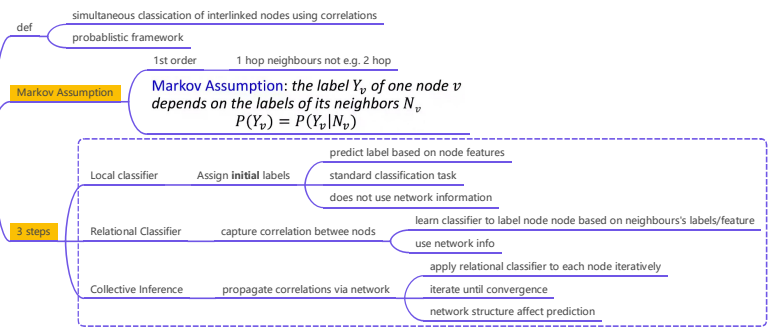 def
simultaneous classication of interlinked nodes using correlations
probablistic framework
Markov Assumption
1st order
1 hop neighbours not e.g. 2 hop
Markov Assumption: the label Y_v of one node v
depends on the labels of its neighbors N_v
P(Y_v) = P(Y_v|N_v)
3 steps
Local classifier
Assign initial labels
predict label based on node features
standard classification task
does not use network information
Relational Classifier
capture correlation betwee nods
learn classifier to label node node based on neighbours's labels/feature
use network info
Collective Inference
propagate correlations via network
apply relational classifier to each node iteratively
iterate until convergence
network structure affect prediction